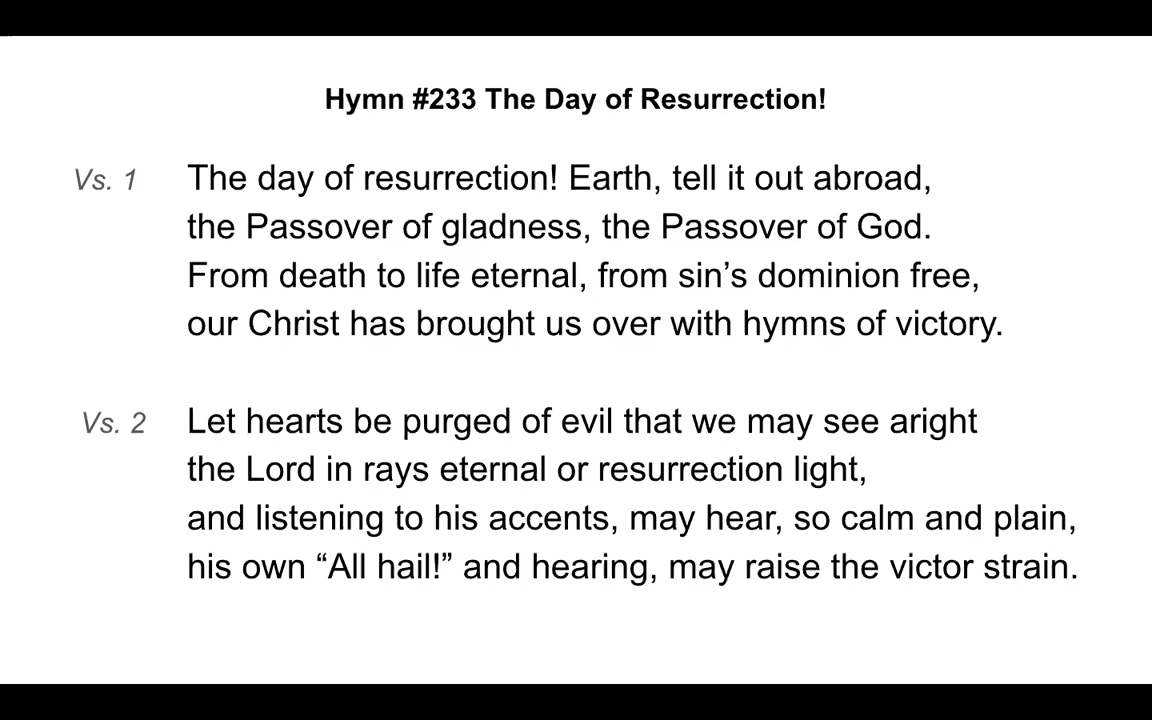 Hymn #233 The Day of Resurrection!
Vs. 1 The day of resurrection! Earth, tell it out abroad,
the Passover of gladness, the Passover of God.
From death to life eternal, from sin’s dominion free,
our Christ has brought us over with hymns of victory.
Vs. 2 Let hearts be purged of evil that we may see aright
the Lord in rays eternal or resurrection light,
and listening to his accents, may hear, so calm and plain,
his own “All hail!” and hearing, may raise the victor strain.